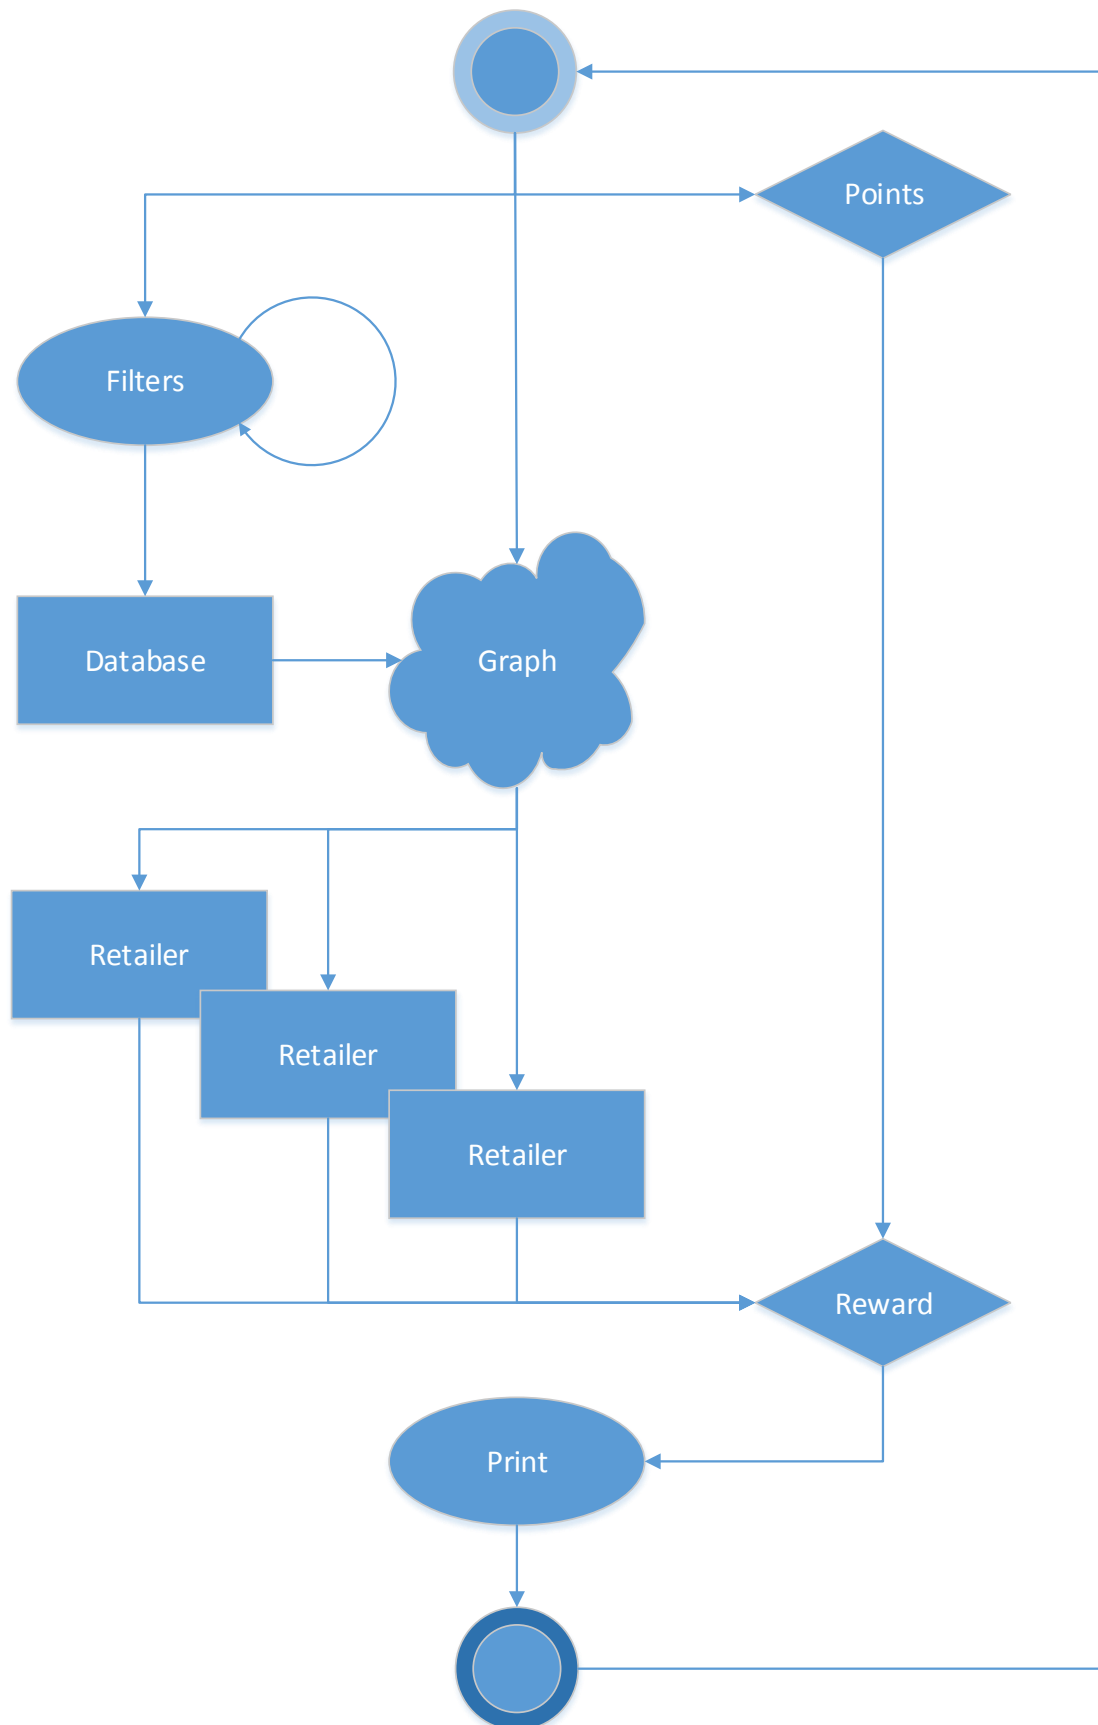 Points
Filters
Database
Graph
Retailer
Retailer
Retailer
Reward
Print